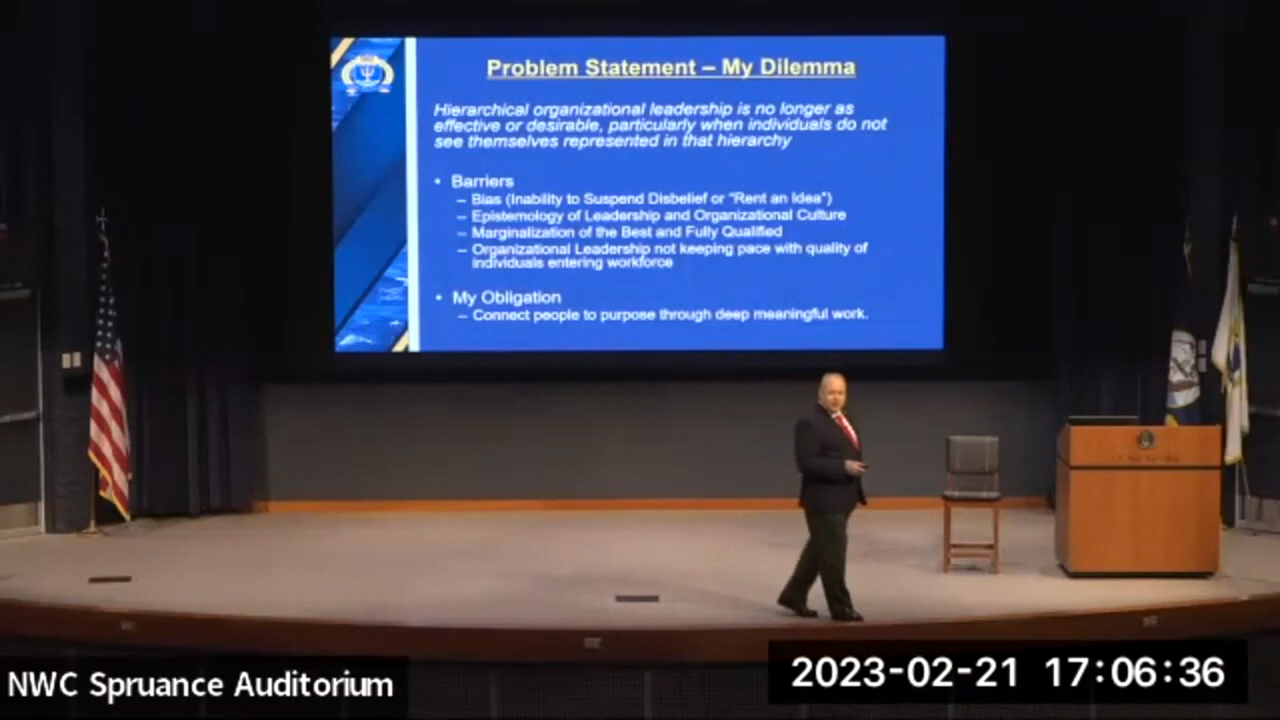 Problem Statement – My Dilemma
Hierarchical organizational leadership is no longer as
effective or desirable, particularly when individuals do not
see themselves represented in that hierarchy
• Barriers
– Bias (Inability to Suspend Disbelief or “Rent an Idea”)
– Epistemology of Leadership and Organizational Culture
– Marginalization of the Best and Fully Qualified
– Organizational Leadership not keeping pace with quality of
individuals entering workforce
• My Obligation
– Connect people to purpose through deep meaningful work.
NWC Spruance Auditorium
2023-02-21 17:06:36